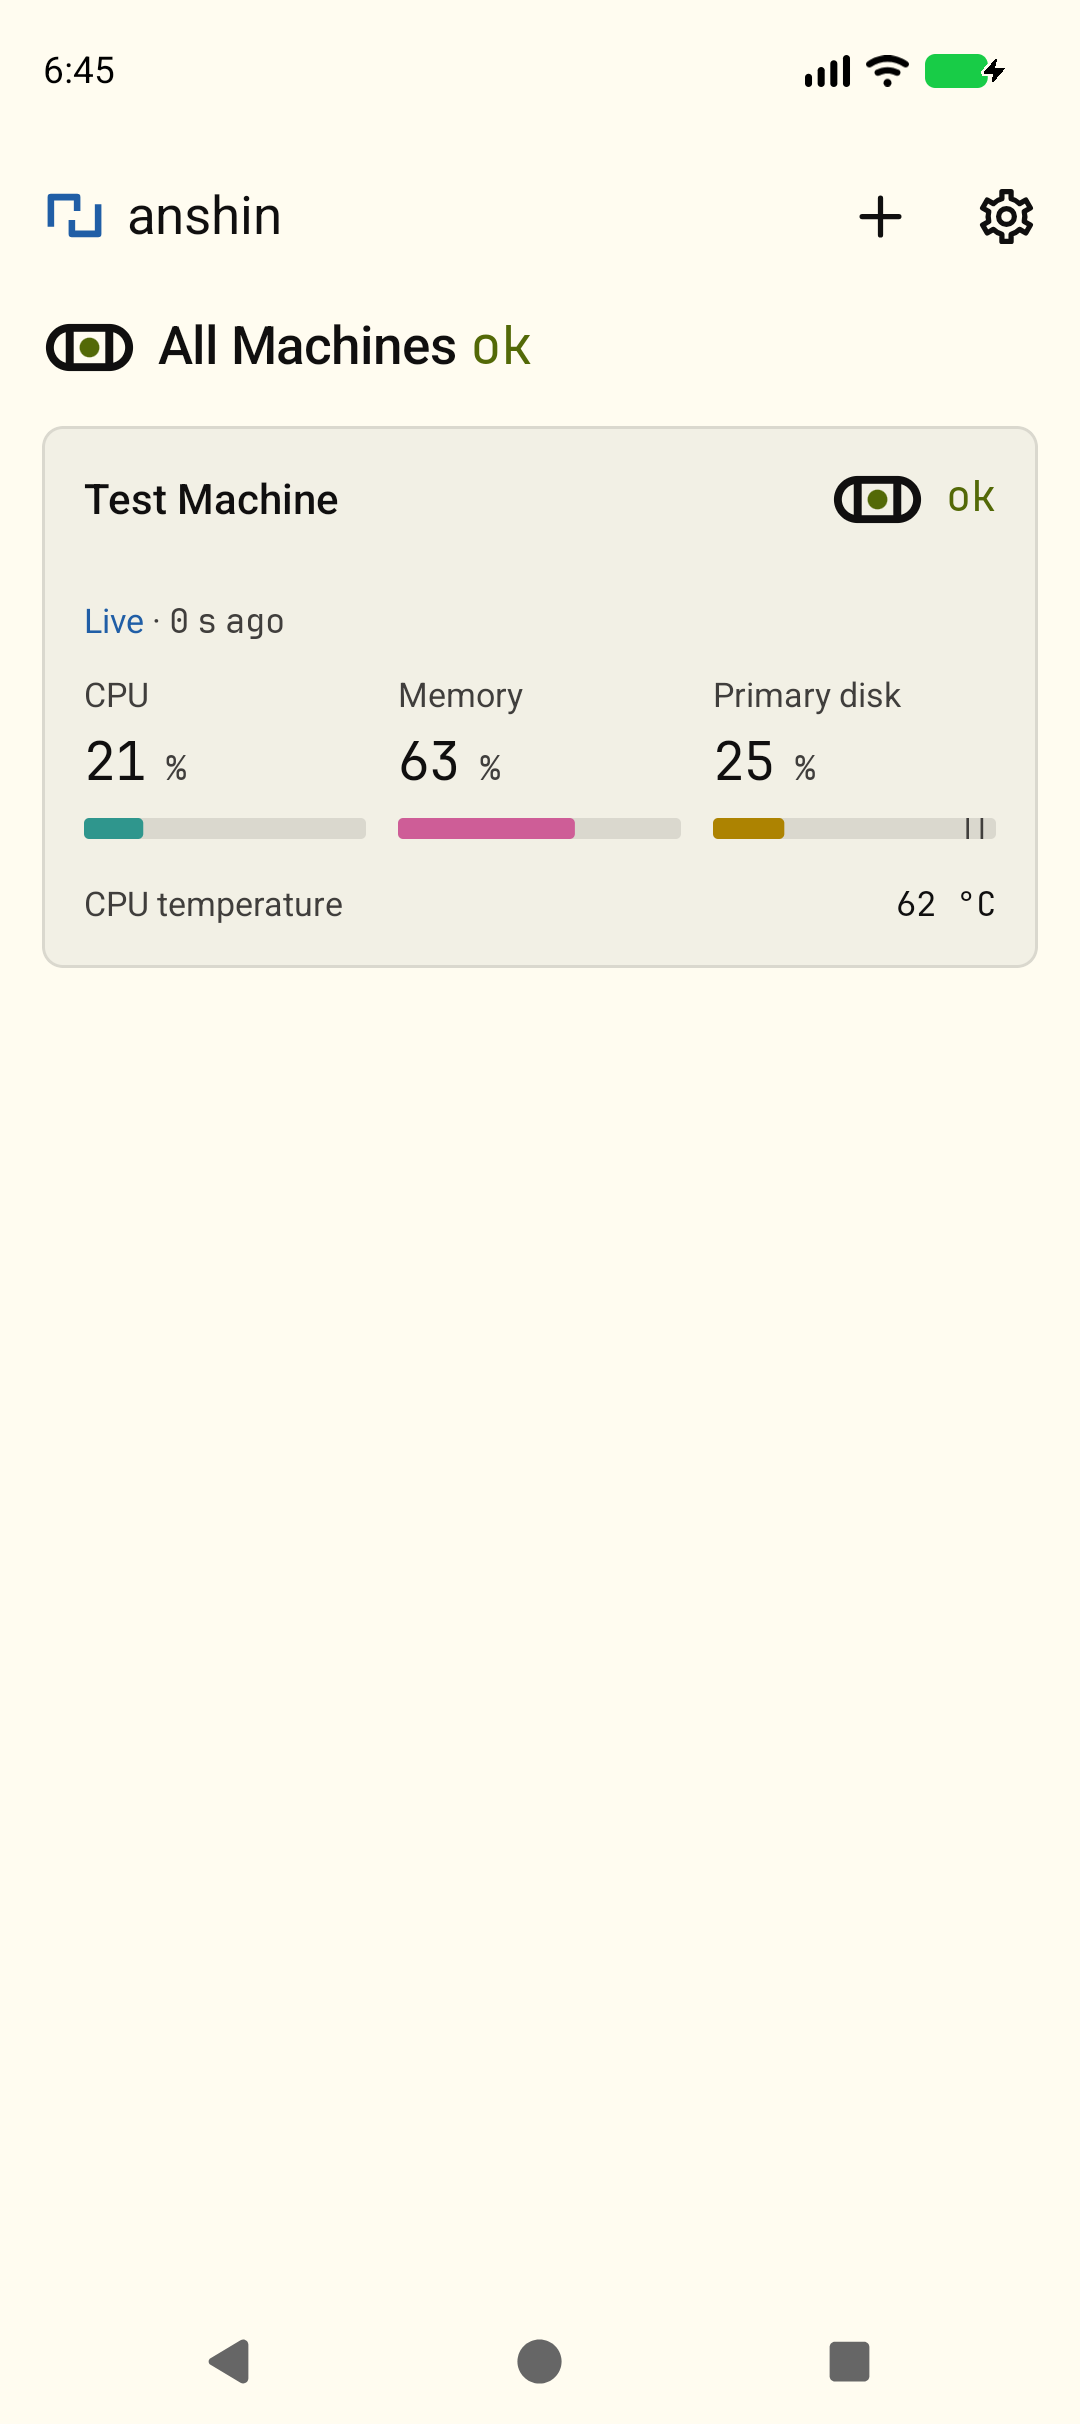 6:45
anshin
All Machines ok
Test Machine ok
Live · 0 s ago
CPU Memory Primary disk
21 % 63 % 25 %
CPU temperature 62 °C